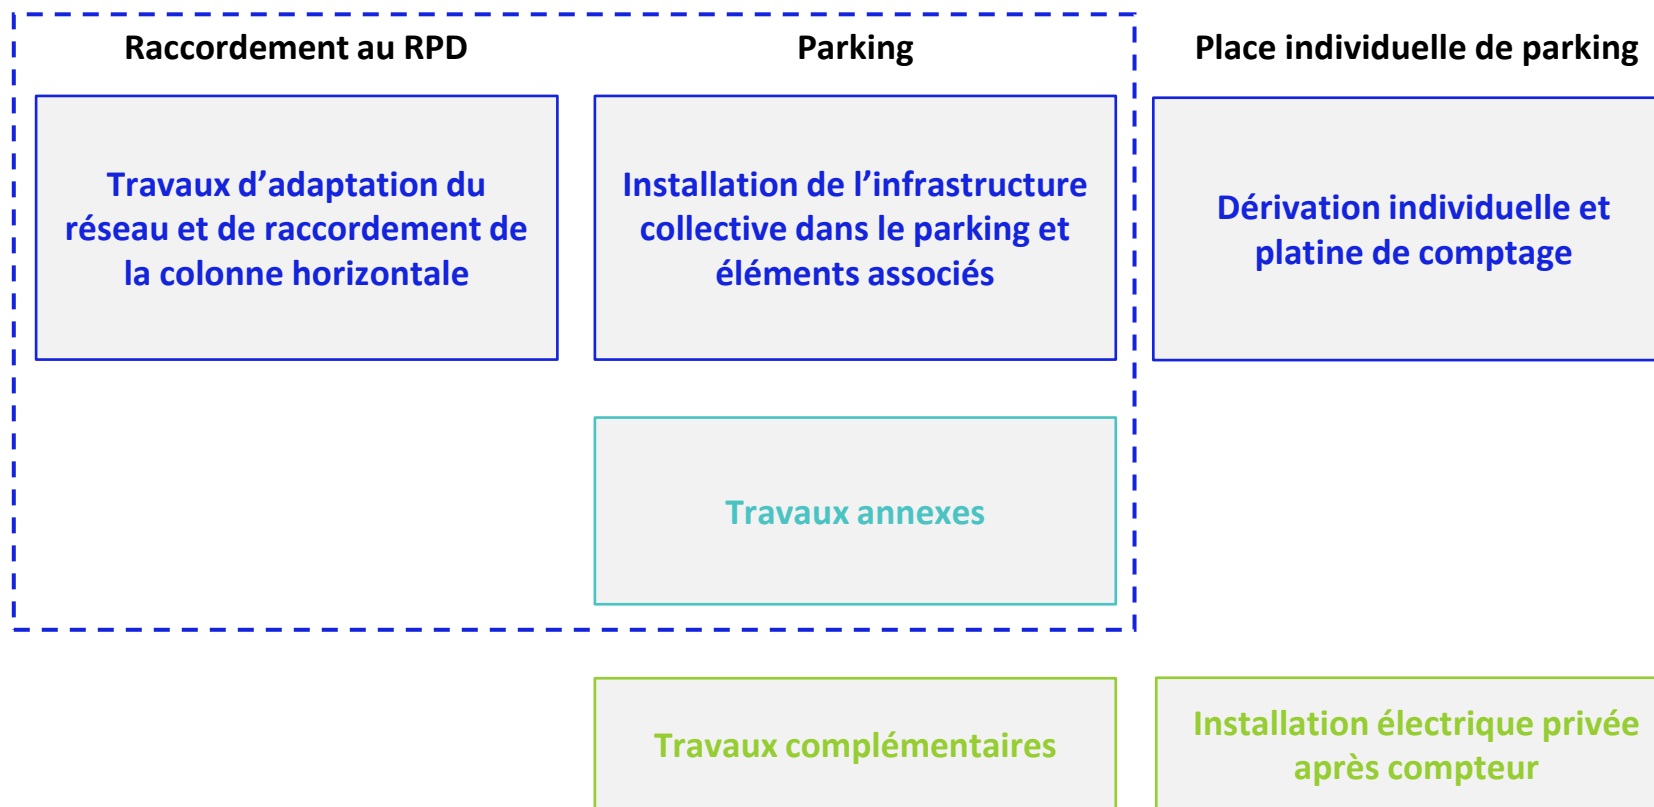 Raccordement au RPD
Parking
Place individuelle de parking
Travaux d’adaptation du
réseau et de raccordement de
la colonne horizontale
Installation de l’infrastructure
collective dans le parking et
éléments associés
Dérivation individuelle et
platine de comptage
Travaux annexes
Travaux complémentaires
Installation électrique privée
après compteur